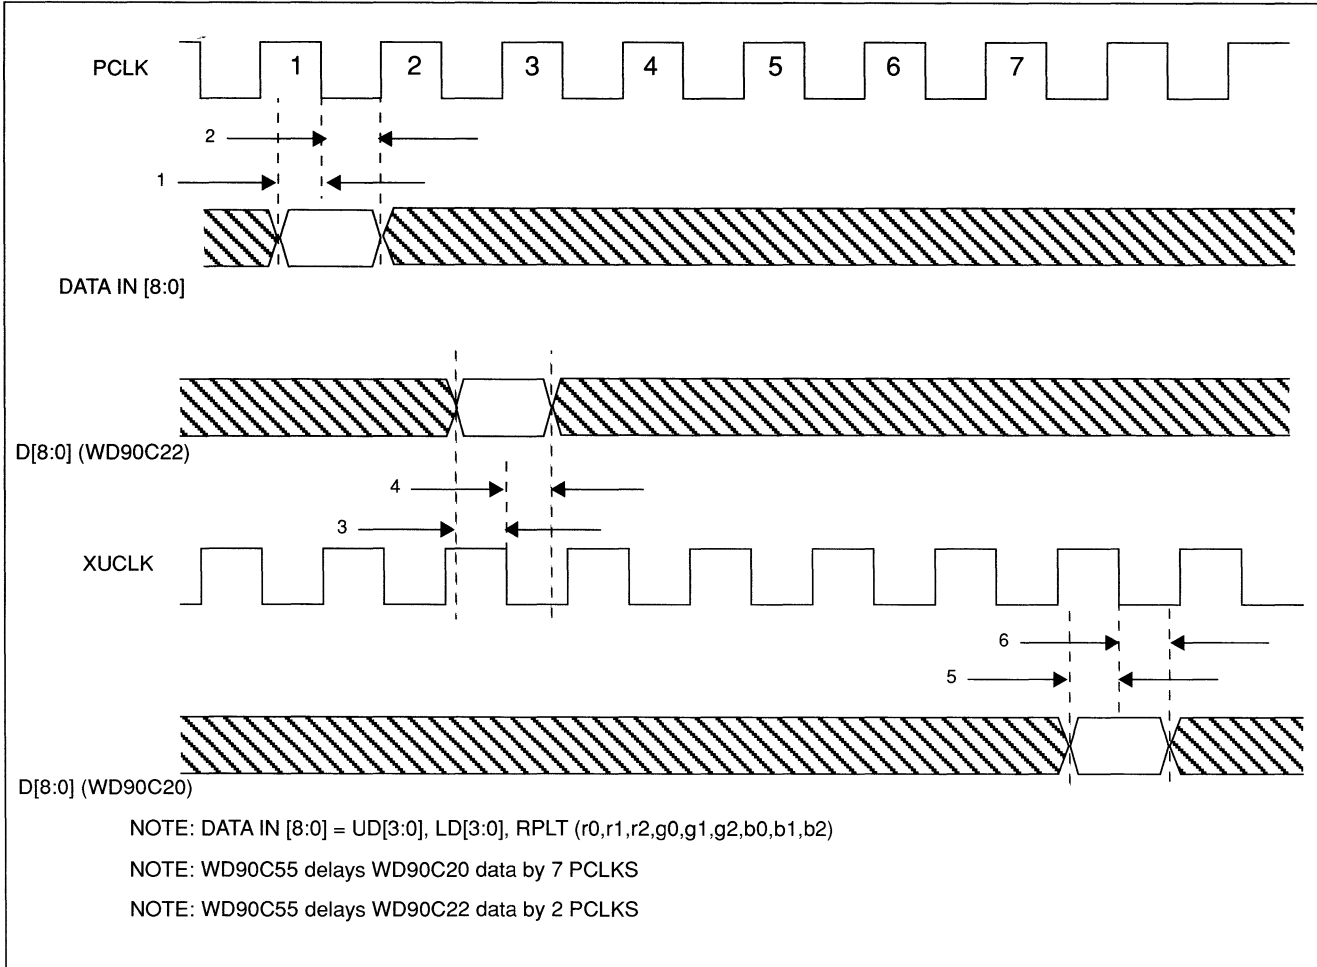 PCLK
1 2 3 4 5 6 7
2
1
DATA IN [8:0]
D[8:0] (WD90C22)
4
3
XUCLK
6
5
D[8:0] (WD90C20)
NOTE: DATA IN [8:0] = UD[3:0], LD[3:0], RPLT (r0,r1,r2,g0,g1,g2,b0,b1,b2)
NOTE: WD90C55 delays WD90C20 data by 7 PCLKS
NOTE: WD90C55 delays WD90C22 data by 2 PCLKS